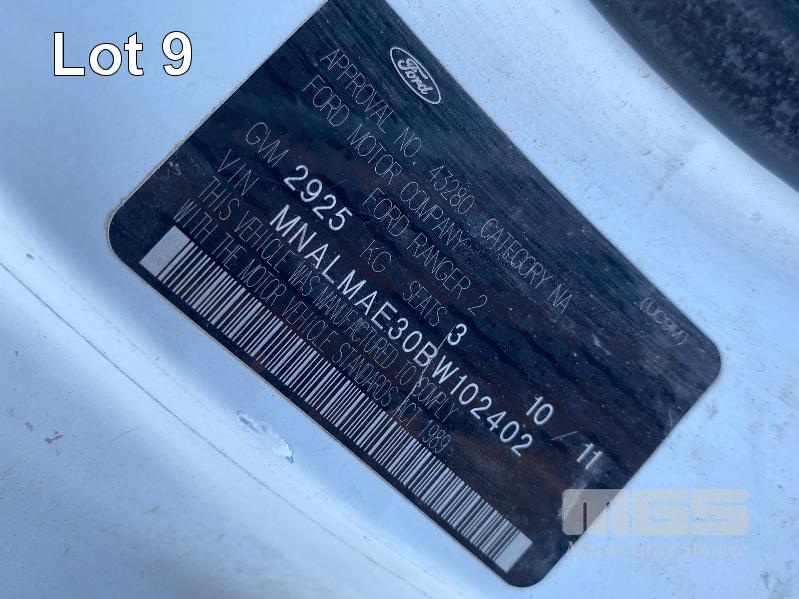 Lot 9
Ford
APPROVAL NO. 43280 CATEGORY NA
FORD MOTOR COMPANY
FORD RANGER 2
(UC9M)
GVM 2925 KG SEATS 3 10/11
VIN MNALMAE30BW102402
THIS VEHICLE WAS MANUFACTURED TO COMPLY
WITH THE MOTOR VEHICLE STANDARDS ACT 1989.
MGS